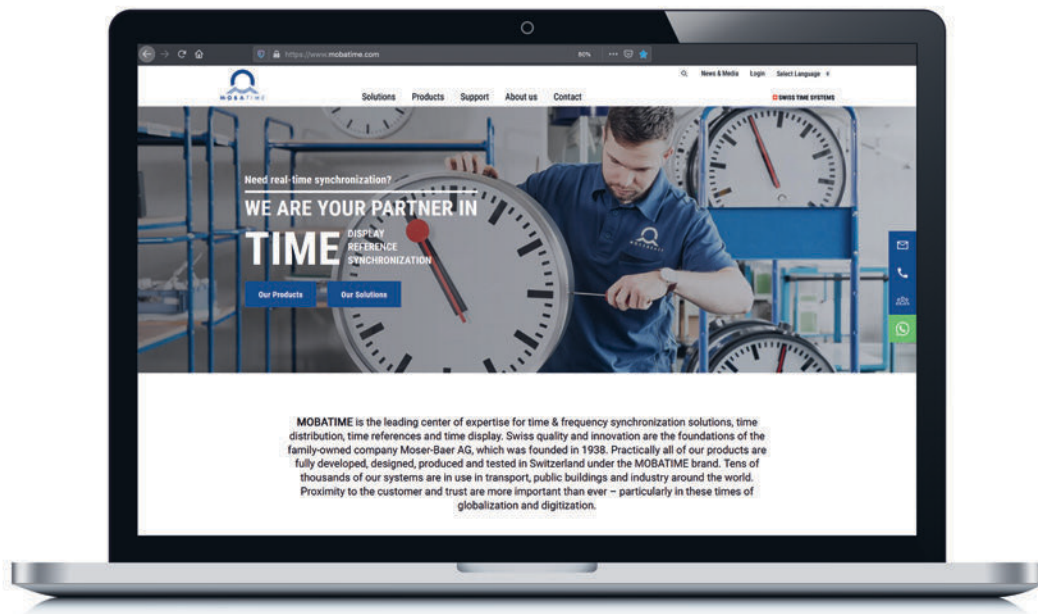 https://www.mobatime.com
80%
News & Media Login Select Language
MOBATIME
Solutions Products Support About us Contact
SWISS TIME SYSTEMS
Need real-time synchronization?
WE ARE YOUR PARTNER IN
TIME
DISPLAY
REFERENCE
SYNCHRONIZATION
Our Products Our Solutions
MOBATIME is the leading center of expertise for time & frequency synchronization solutions, time
distribution, time references and time display. Swiss quality and innovation are the foundations of the
family-owned company Moser-Baer AG, which was founded in 1938. Practically all of our products are
fully developed, designed, produced and tested in Switzerland under the MOBATIME brand. Tens of
thousands of our systems are in use in transport, public buildings and industry around the world.
Proximity to the customer and trust are more important than ever – particularly in these times of
globalization and digitization.